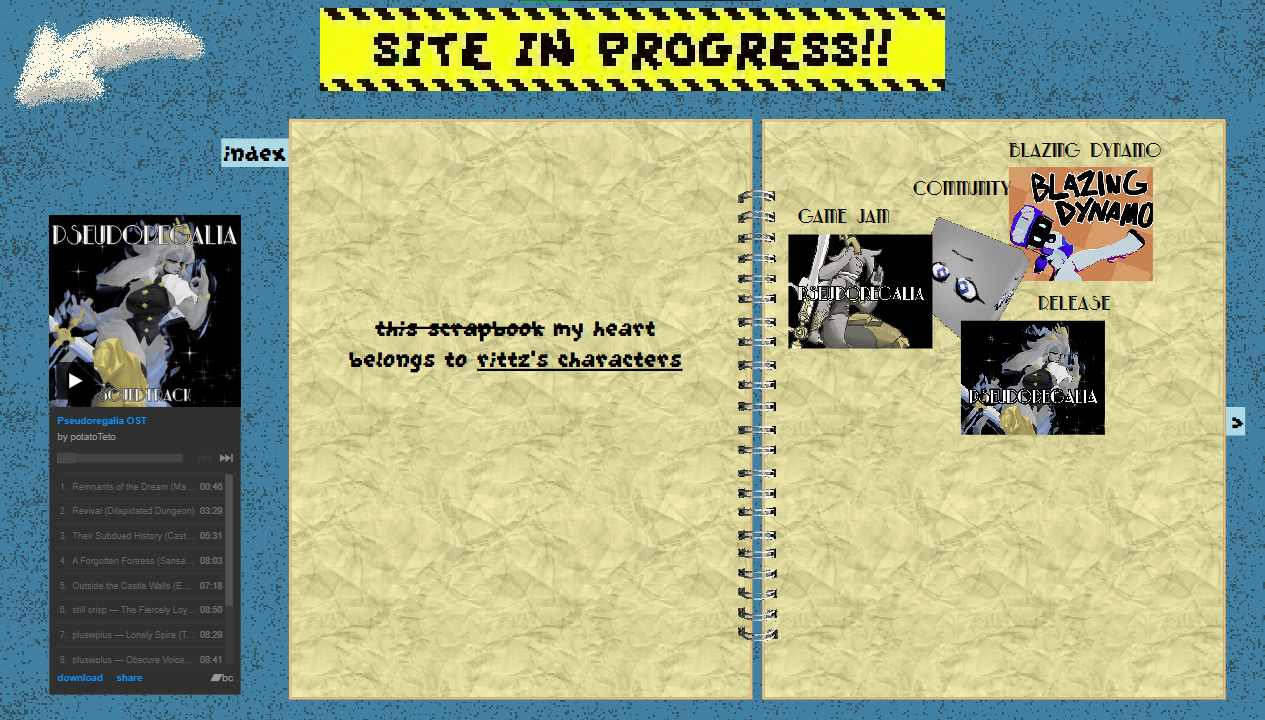 SITE IN PROGRESS!!
index
PSEUDOREGALIA
SOUNDTRACK
Pseudoregalia OST
by potatoTeto
1. Remnants of the Dream (Ma... 00:46
2. Revival (Dilapidated Dungeon) 03:29
3. Their Subdued History (Cast... 05:31
4. A Forgotten Fortress (Sansa... 08:03
5. Outside the Castle Walls (E... 07:18
6. still crisp — The Fiercely Loy... 08:50
7. pluswplus — Lonely Spire (T... 08:29
8. pluswplus — Obscure Voice... 08:41
download share bc
this scrapbook my heart
belongs to rittz's characters
BLAZING DYNAMO
COMMUNITY
BLAZING
DYNAMO
GAME JAM
PSEUDOREGALIA
RELEASE
PSEUDOREGALIA
>